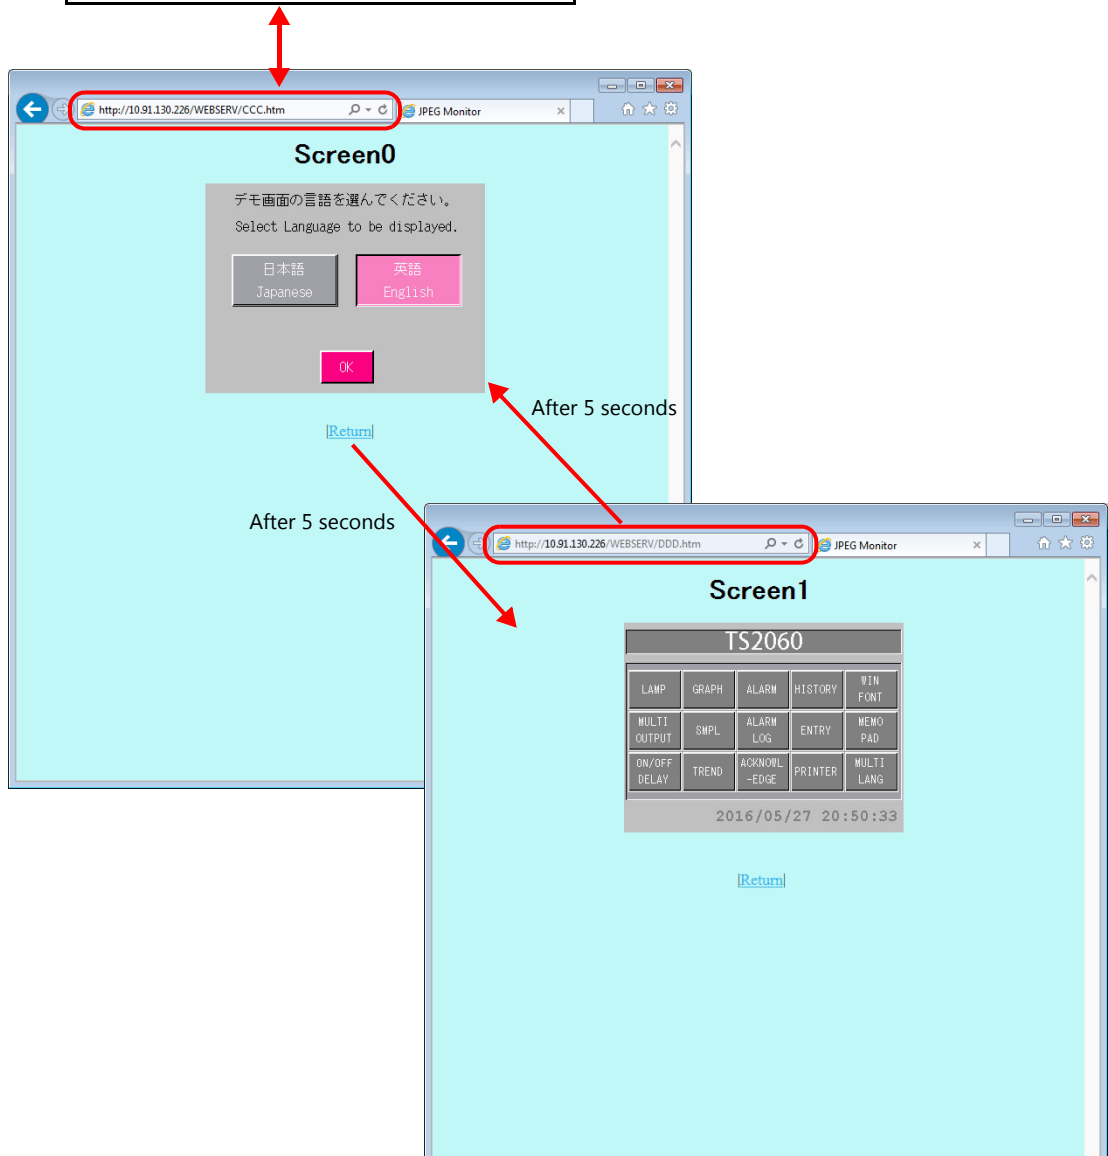 http://10.91.130.226/WEBSERV/CCC.htm
JPEG Monitor
Screen0
デモ画面の言語を選んでください。
Select Language to be displayed.
日本語
Japanese
英語
English
OK
After 5 seconds
|Return|
After 5 seconds
http://10.91.130.226/WEBSERV/DDD.htm
JPEG Monitor
Screen1
TS2060
LAMP GRAPH ALARM HISTORY WIN FONT
MULTI OUTPUT SMPL ALARM LOG ENTRY MEMO PAD
ON/OFF DELAY TREND ACKNOWL-EDGE PRINTER MULTI LANG
2016/05/27 20:50:33
|Return|